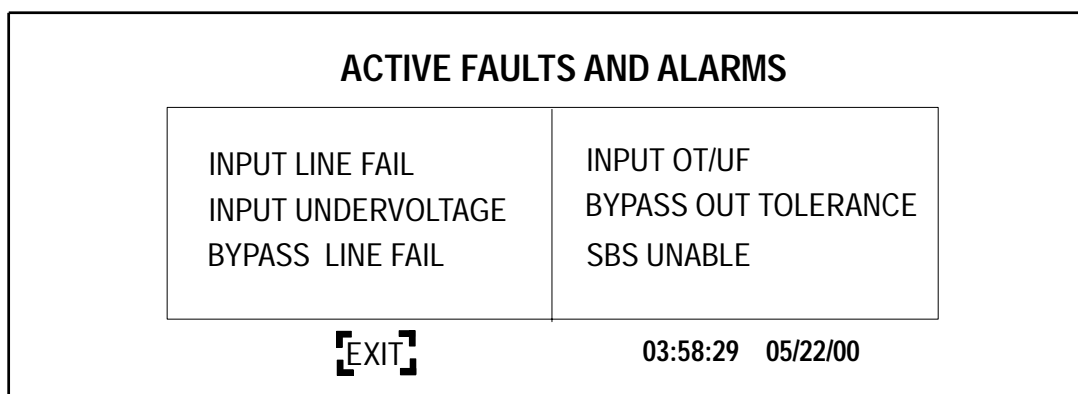 ACTIVE FAULTS AND ALARMS
INPUT LINE FAIL
INPUT UNDERVOLTAGE
BYPASS LINE FAIL
INPUT OT/UF
BYPASS OUT TOLERANCE
SBS UNABLE
EXIT
03:58:29 05/22/00